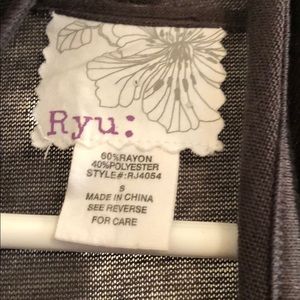 Ryu:
60%RAYON
40%POLYESTER
STYLE#:RJ4054
S
MADE IN CHINA
SEE REVERSE
FOR CARE